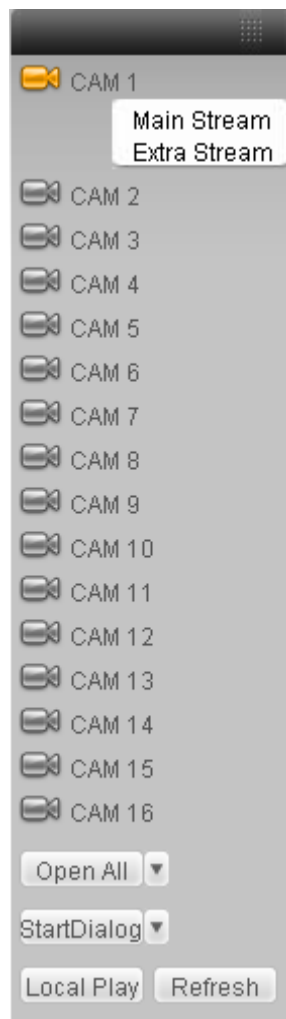 CAM 1
Main Stream
Extra Stream
CAM 2
CAM 3
CAM 4
CAM 5
CAM 6
CAM 7
CAM 8
CAM 9
CAM 10
CAM 11
CAM 12
CAM 13
CAM 14
CAM 15
CAM 16
Open All
StartDialog
Local Play Refresh